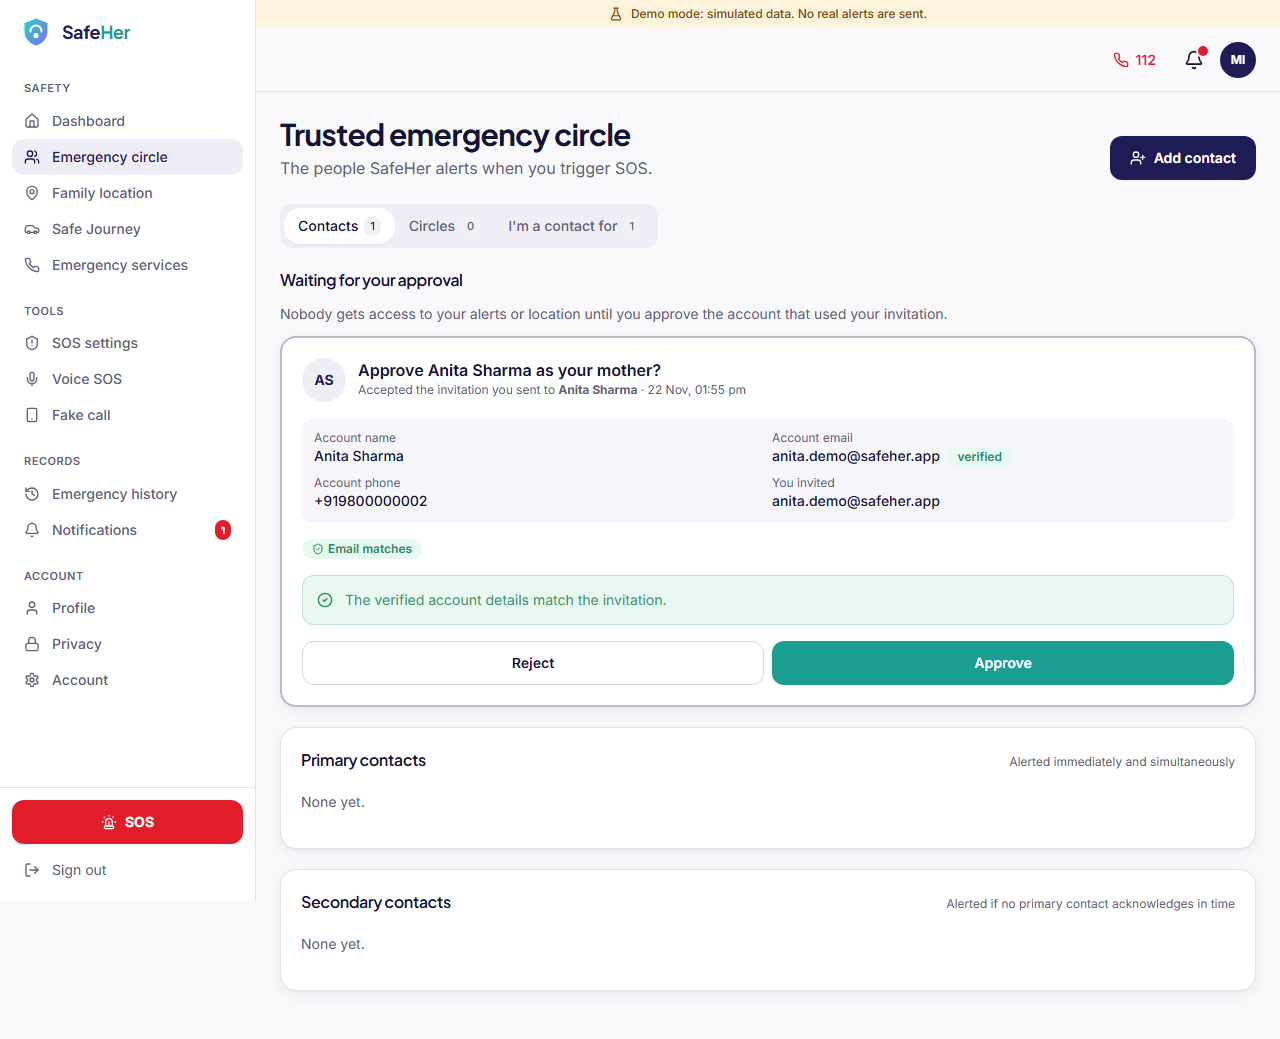 Demo mode: simulated data. No real alerts are sent.
SafeHer
112
MI
SAFETY
Dashboard
Emergency circle
Family location
Safe Journey
Emergency services
TOOLS
SOS settings
Voice SOS
Fake call
RECORDS
Emergency history
Notifications 1
ACCOUNT
Profile
Privacy
Account
SOS
Sign out
Trusted emergency circle
The people SafeHer alerts when you trigger SOS.
Add contact
Contacts 1 Circles 0 I'm a contact for 1
Waiting for your approval
Nobody gets access to your alerts or location until you approve the account that used your invitation.
AS
Approve Anita Sharma as your mother?
Accepted the invitation you sent to Anita Sharma · 22 Nov, 01:55 pm
Account name
Anita Sharma
Account email
anita.demo@safeher.app verified
Account phone
+919800000002
You invited
anita.demo@safeher.app
Email matches
The verified account details match the invitation.
Reject
Approve
Primary contacts
Alerted immediately and simultaneously
None yet.
Secondary contacts
Alerted if no primary contact acknowledges in time
None yet.